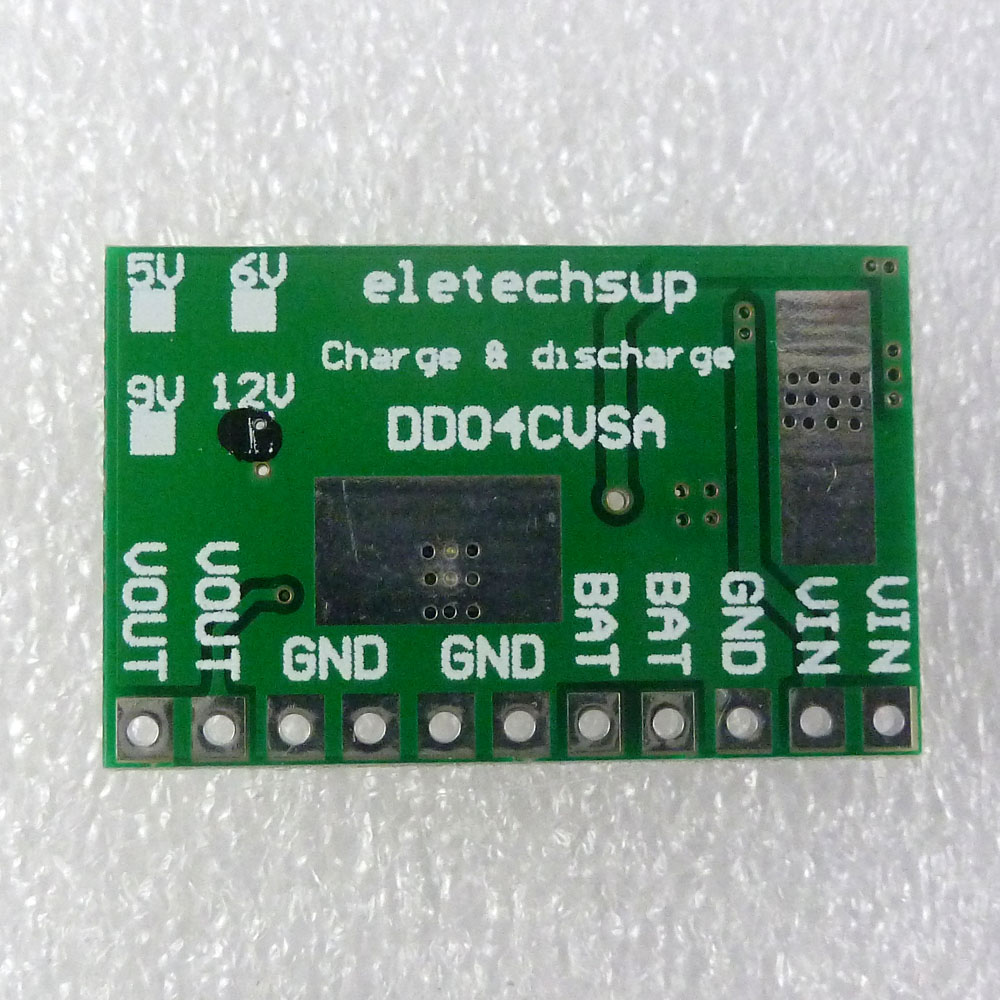 5V 6V
eletechsup
Charge & discharge
9V 12V
DD04CVSA
VOUT VOUT GND GND BAT BAT GND VIN VIN